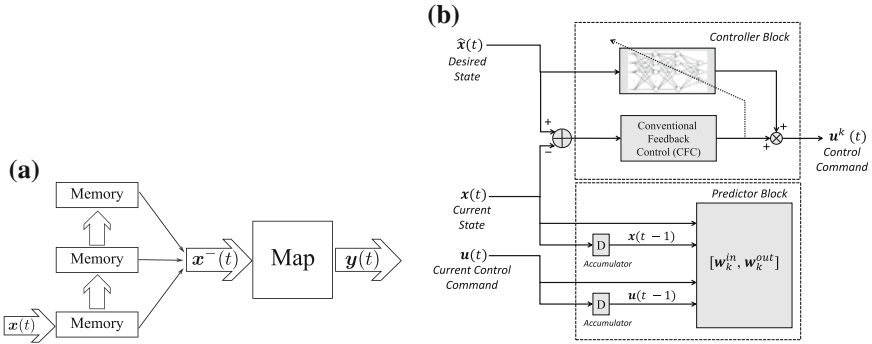 (a)
Memory
Memory
Memory
x(t)
x⁻(t)
Map
y(t)
(b)
x̂(t)
Desired
State
Controller Block
+
−
Conventional
Feedback
Control (CFC)
+
+
uᵏ (t)
Control
Command
x(t)
Current
State
Predictor Block
D
x(t − 1)
Accumulator
u(t)
Current Control
Command
D
u(t − 1)
Accumulator
[wₖⁱⁿ, wₖᵒᵘᵗ]